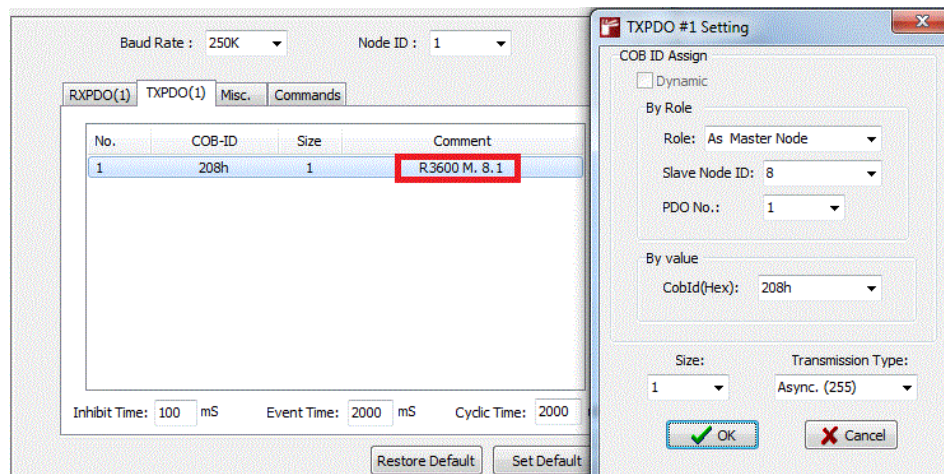 Baud Rate : 250K Node ID : 1
RXPDO(1) TXPDO(1) Misc. Commands
No. COB-ID Size Comment
1 208h 1 R3600 M. 8.1
Inhibit Time: 100 mS Event Time: 2000 mS Cyclic Time: 2000
Restore Default Set Default
TXPDO #1 Setting
COB ID Assign
Dynamic
By Role
Role: As Master Node
Slave Node ID: 8
PDO No.: 1
By value
CobId(Hex): 208h
Size: Transmission Type:
1 Async. (255)
OK Cancel